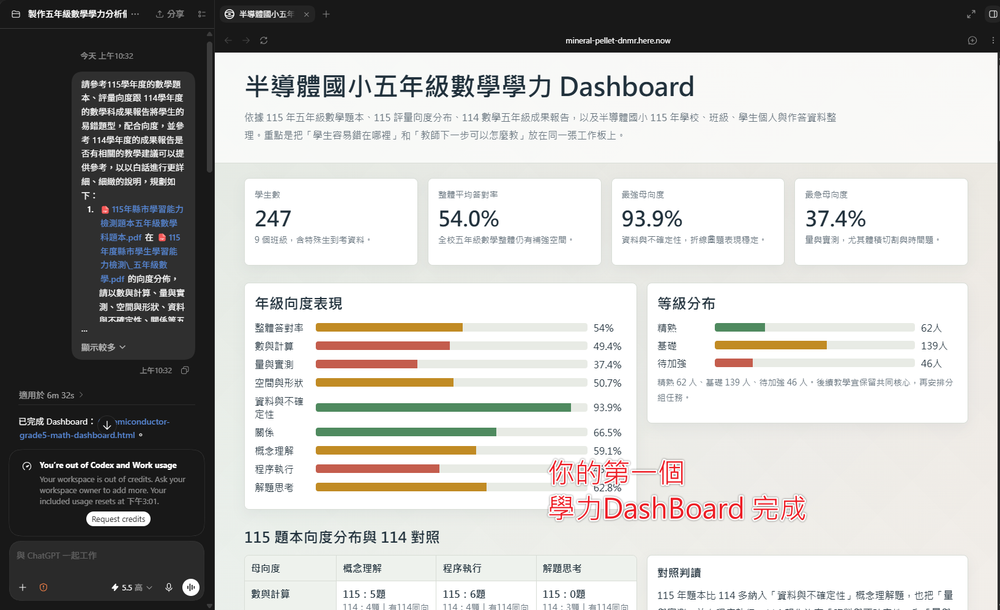 製作五年級數學學力分析儀
分享
半導體國小五年
mineral-pellet-dnmr.here.now
今天 上午10:32
請參考115學年度的數學題
本、評量向度跟 114學年度
的數學科成果報告將學生的
易錯題型，配合向度，並參
考 114學年度的成果報告是
否有相關的教學建議可以提
供參考，以以白話進行更詳
細、細緻的說明，規劃如
下：
1. 115年縣市學習能力
檢測題本五年級數學
科題本.pdf 在 115
年度縣市學生學習能
力檢測\_五年級數
學.pdf 的向度分佈，
請以數與計算、量與實
測、空間與形狀、資料
與不確定性、關係等五
...
顯示較多
上午10:32
適用於 6m 32s
已完成 Dashboard：emiconductor-
grade5-math-dashboard.html 。
You’re out of Codex and Work usage
Your workspace is out of credits. Ask your
workspace owner to add more. Your
included usage resets at 下午3:01.
Request credits
與 ChatGPT 一起工作
5.5 高
半導體國小五年級數學學力 Dashboard
依據 115 年五年級數學題本、115 評量向度分布、114 數學五年級成果報告，以及半導體國小 115 年學校、班級、學生個人與作答資料整
理。重點是把「學生容易錯在哪裡」和「教師下一步可以怎麼教」放在同一張工作板上。
學生數
247
9 個班級，含特殊生到考資料。
整體平均答對率
54.0%
全校五年級數學整體仍有補強空間。
最強母向度
93.9%
資料與不確定性，折線圖題表現穩定。
最急母向度
37.4%
量與實測，尤其體積切割與時間題。
年級向度表現
整體答對率 54%
數與計算 49.4%
量與實測 37.4%
空間與形狀 50.7%
資料與不確
定性 93.9%
關係 66.5%
概念理解 59.1%
程序執行
解題思考 62.8%
等級分布
精熟 62人
基礎 139人
待加強 46人
精熟 62 人、基礎 139 人、待加強 46 人。後續教學宜保留共同核心，再安排分
組任務。
你的第一個
學力DashBoard 完成
115 題本向度分布與 114 對照
母向度 概念理解 程序執行 解題思考
數與計算 115：5題 115：6題 115：0題
114：4題｜有114同向 114：4題｜有114同向 114：3題｜有114同向
對照判讀
115 年題本比 114 多納入「資料與不確定性」概念理解題，也把「量